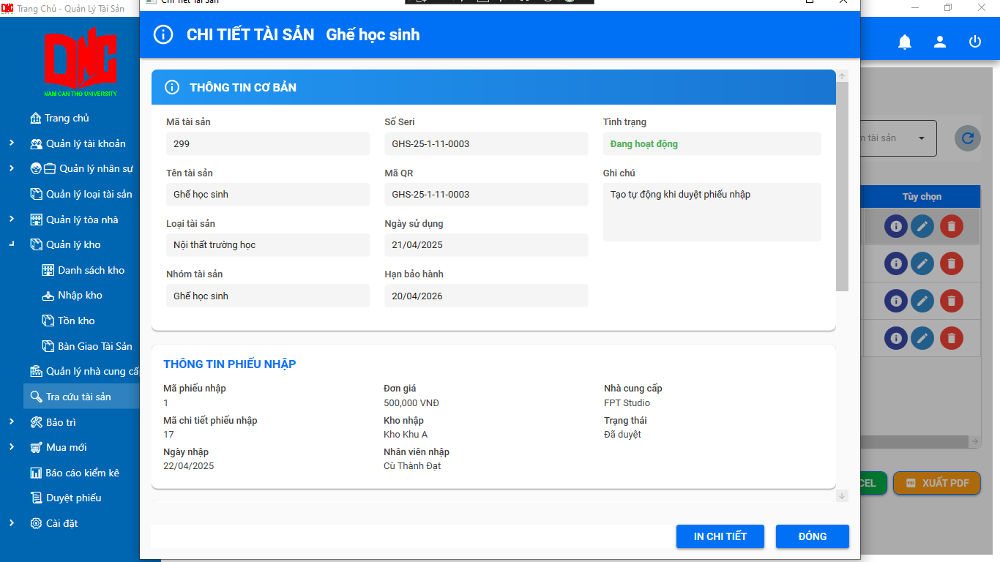 Trang Chủ - Quản Lý Tài Sản
Chi Tiết Tài Sản
DNC
NAM CAN THO UNIVERSITY
Trang chủ
Quản lý tài khoản
Quản lý nhân sự
Quản lý loại tài sản
Quản lý tòa nhà
Quản lý kho
Danh sách kho
Nhập kho
Tồn kho
Bàn Giao Tài Sản
Quản lý nhà cung cấ
Tra cứu tài sản
Bảo trì
Mua mới
Báo cáo kiểm kê
Duyệt phiếu
Cài đặt
CHI TIẾT TÀI SẢN Ghế học sinh
THÔNG TIN CƠ BẢN
Mã tài sản
299
Tên tài sản
Ghế học sinh
Loại tài sản
Nội thất trường học
Nhóm tài sản
Ghế học sinh
Số Seri
GHS-25-1-11-0003
Mã QR
GHS-25-1-11-0003
Ngày sử dụng
21/04/2025
Hạn bảo hành
20/04/2026
Tình trạng
Đang hoạt động
Ghi chú
Tạo tự động khi duyệt phiếu nhập
THÔNG TIN PHIẾU NHẬP
Mã phiếu nhập
1
Mã chi tiết phiếu nhập
17
Ngày nhập
22/04/2025
Đơn giá
500,000 VNĐ
Kho nhập
Kho Khu A
Nhân viên nhập
Cù Thành Đạt
Nhà cung cấp
FPT Studio
Trạng thái
Đã duyệt
IN CHI TIẾT
ĐÓNG
m tài sản
Tùy chọn
CEL
PDF XUẤT PDF